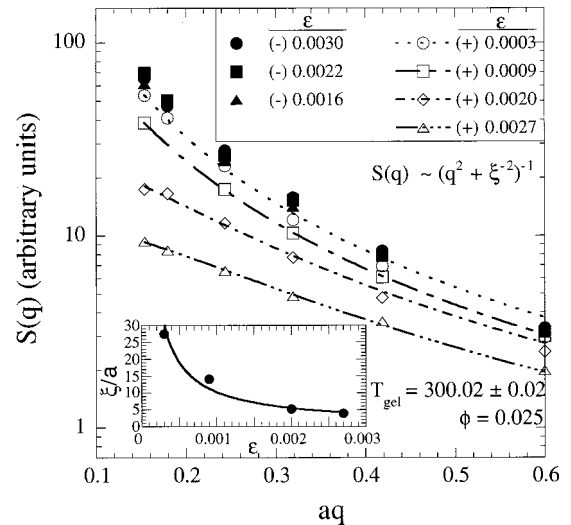 100
10
1
S(q) (arbitrary units)
ε ε
(-) 0.0030 (+) 0.0003
(-) 0.0022 (+) 0.0009
(-) 0.0016 (+) 0.0020
(+) 0.0027
S(q) ~ (q² + ξ⁻²)⁻¹
30
25
20
15
10
5
0
ξ/a
0 0.001 0.002 0.003
ε
T_gel = 300.02 ± 0.02
ϕ = 0.025
0.1 0.2 0.3 0.4 0.5 0.6
aq